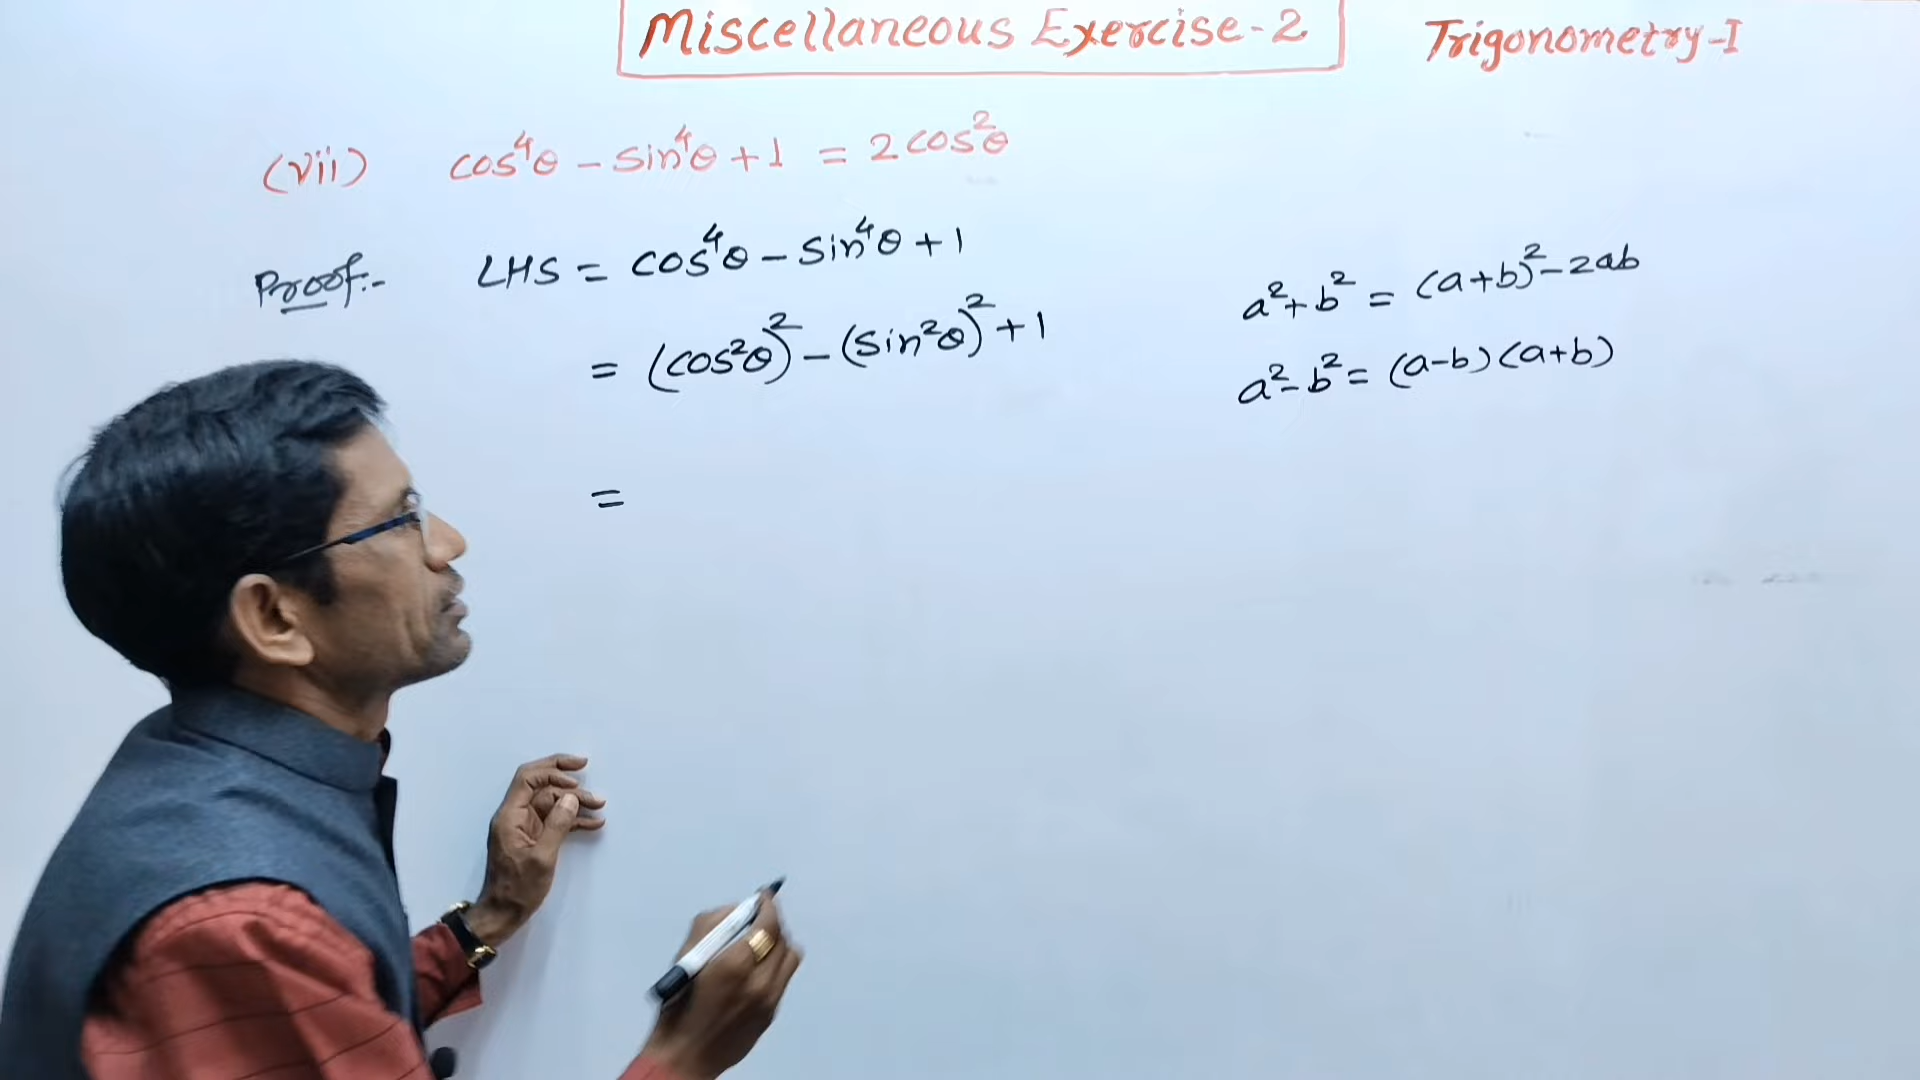 Miscellaneous Exercise-2
Trigonometry-I
(vii) cos⁴θ - sin⁴θ + 1 = 2cos²θ
Proof:- LHS = cos⁴θ - sin⁴θ + 1
= (cos²θ)² - (sin²θ)² + 1
=
a² + b² = (a+b)² - 2ab
a² - b² = (a-b)(a+b)